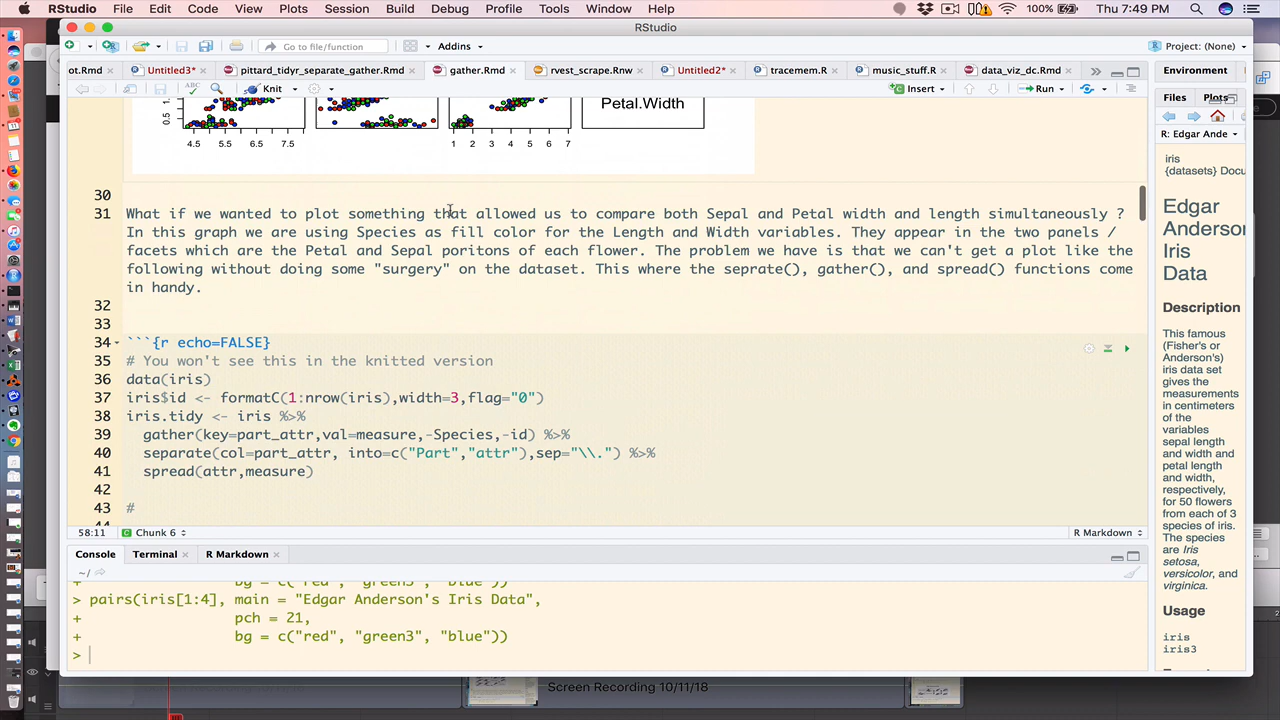 RStudio File Edit Code View Plots Session Build Debug Profile Tools Window Help 100% Thu 7:49 PM
RStudio
Go to file/function Addins Project: (None)
ot.Rmd Untitled3* pittard_tidyr_separate_gather.Rmd gather.Rmd rvest_scrape.Rnw Untitled2* tracemem.R music_stuff.R data_viz_dc.Rmd Environment
ABC Knit Insert Run Files Plots
0.5 1. Petal.Width
4.5 5.5 6.5 7.5 1 2 3 4 5 6 7
R: Edgar Ande
iris
{datasets} Docu
30
31 What if we wanted to plot something that allowed us to compare both Sepal and Petal width and length simultaneously ?
In this graph we are using Species as fill color for the Length and Width variables. They appear in the two panels /
facets which are the Petal and Sepal poritons of each flower. The problem we have is that we can't get a plot like the
following without doing some "surgery" on the dataset. This where the seprate(), gather(), and spread() functions come
in handy.
32
33
34 ```{r echo=FALSE}
35 # You won't see this in the knitted version
36 data(iris)
37 iris$id <- formatC(1:nrow(iris),width=3,flag="0")
38 iris.tidy <- iris %>%
39 gather(key=part_attr,val=measure,-Species,-id) %>%
40 separate(col=part_attr, into=c("Part","attr"),sep="\\.") %>%
41 spread(attr,measure)
42
43 #
58:11 Chunk 6 R Markdown
Edgar
Anderson's
Iris
Data
Description
This famous
(Fisher's or
Anderson's)
iris data set
gives the
measurements
in centimeters
of the
variables
sepal length
and width and
petal length
and width,
respectively,
for 50 flowers
from each of 3
species of iris.
The species
are Iris
setosa,
versicolor, and
virginica.
Usage
iris
iris3
Console Terminal R Markdown
~/
+ bg = c("red", "green3", "blue"))
> pairs(iris[1:4], main = "Edgar Anderson's Iris Data",
+ pch = 21,
+ bg = c("red", "green3", "blue"))
>
Screen Recording 10/11/18